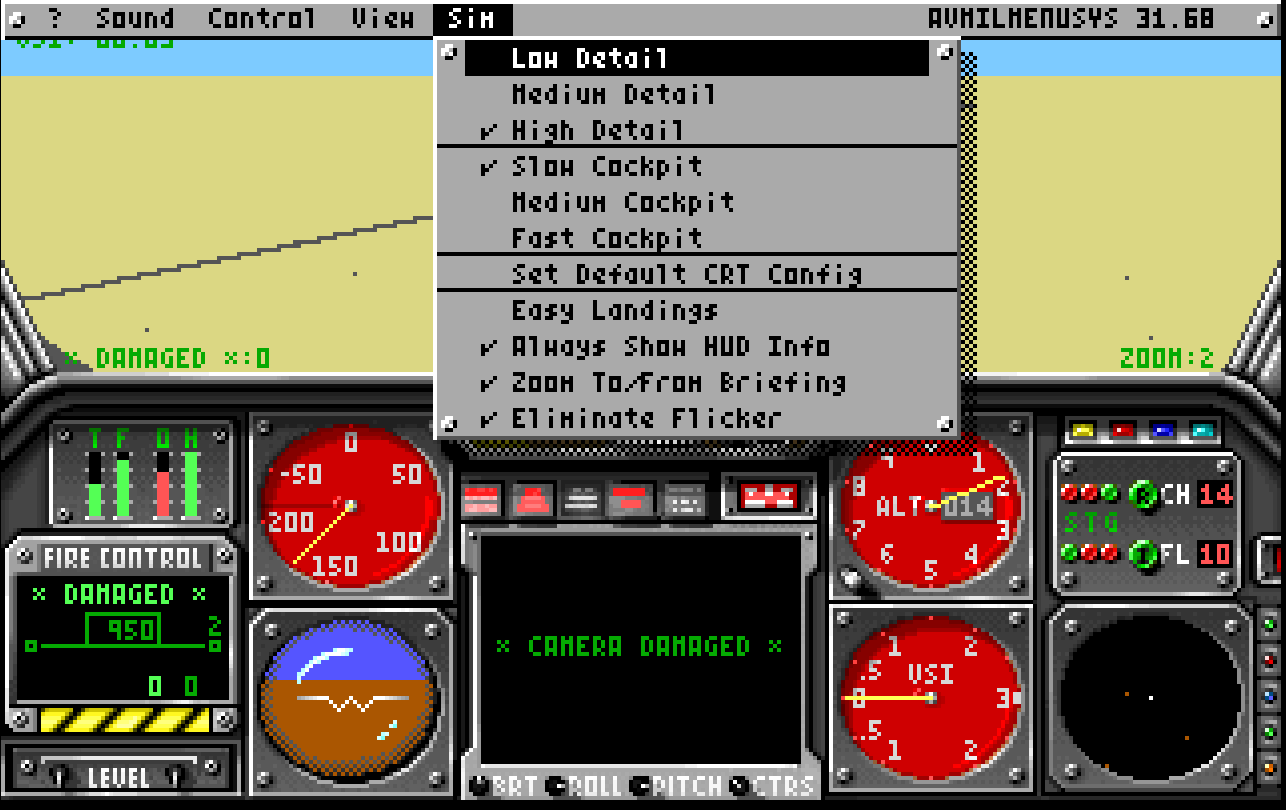 ? Sound Control View Sim AVMILMENUSYS 31.68
Low Detail
Medium Detail
✓ High Detail
✓ Slow Cockpit
Medium Cockpit
Fast Cockpit
Set Default CRT Config
Easy Landings
✓ Always Show HUD Info
✓ Zoom To/From Briefing
✓ Eliminate Flicker
× DAMAGED ×:0
ZOOM:2
T F O H
0
-50 50
200 100
150
ALT 014
1
2
3
4
5
6
7
8
CH 14
STG
FL 10
FIRE CONTROL
× DAMAGED ×
950 2
0 0
0 0
× CAMERA DAMAGED ×
VSI
1 2
.5
0 3
.5
1 2
LEVEL
BRT ROLL PITCH CTRS